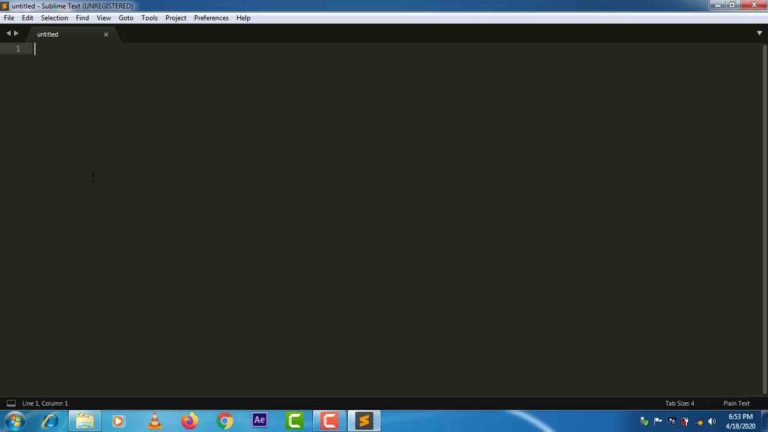 untitled - Sublime Text (UNREGISTERED)
File Edit Selection Find View Goto Tools Project Preferences Help
untitled
1
Line 1, Column 1 Tab Size: 4 Plain Text
Ae
6:53 PM
4/18/2020